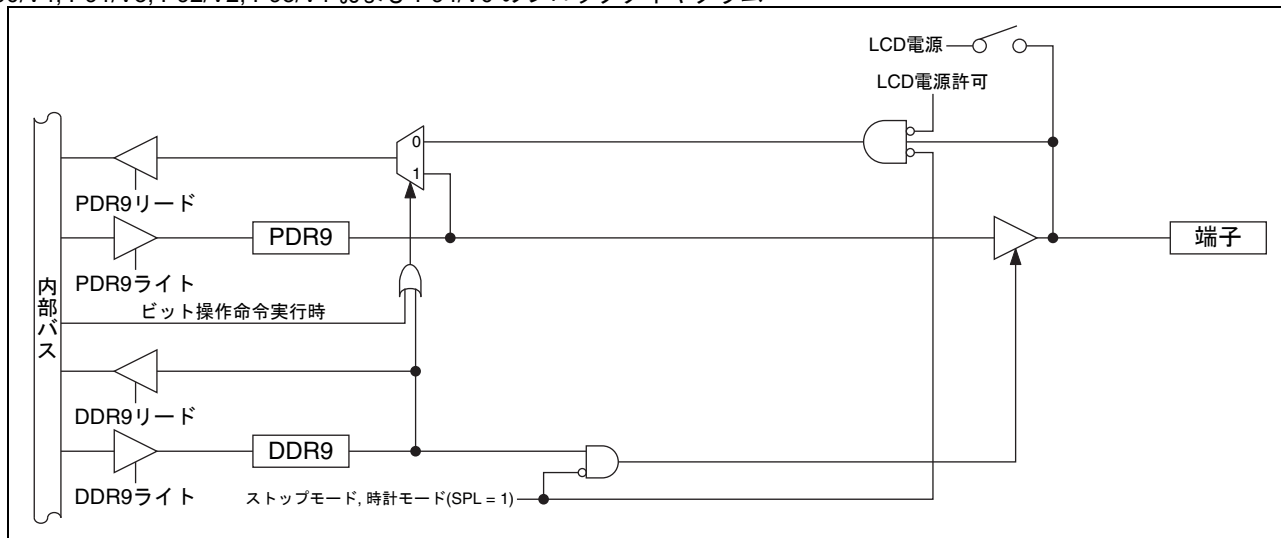 LCD電源
LCD電源許可
0
1
PDR9リード
PDR9
端子
PDR9ライト
内部バス
ビット操作命令実行時
DDR9リード
DDR9
DDR9ライト
ストップモード, 時計モード(SPL = 1)